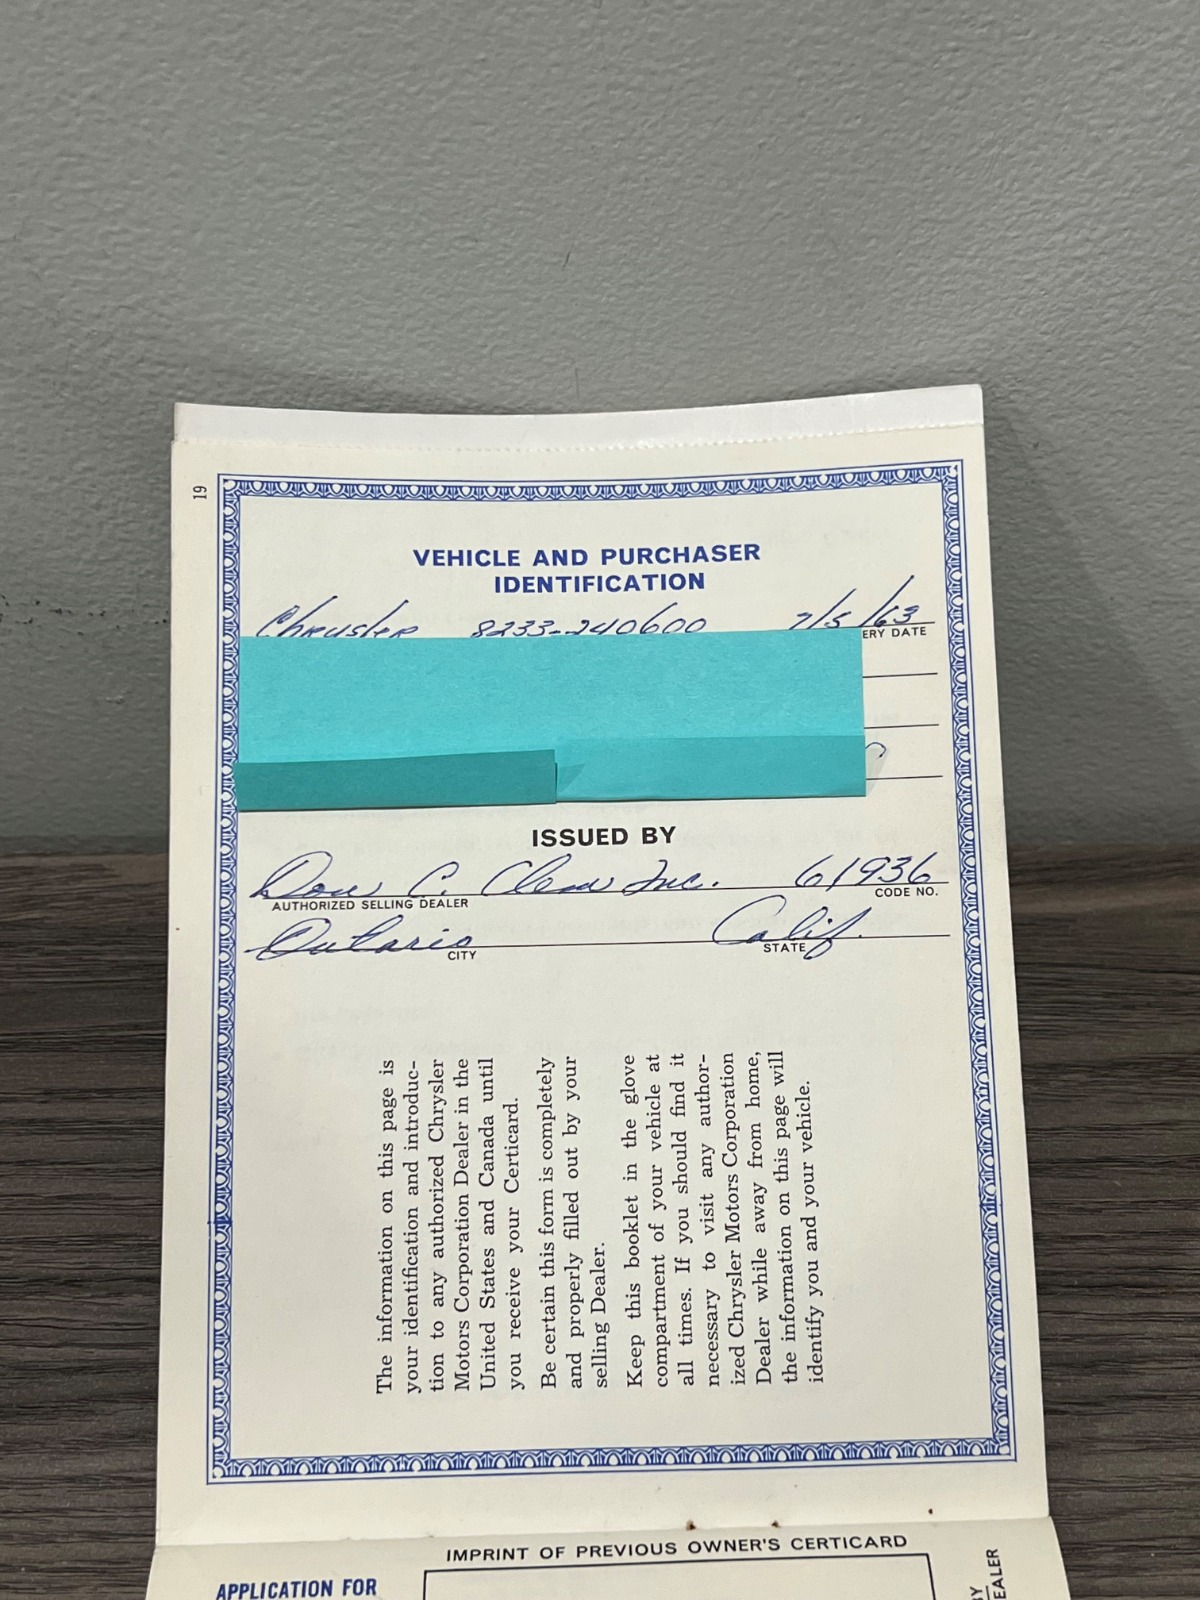 19
VEHICLE AND PURCHASER
IDENTIFICATION
Chrysler 8233-240600 7/5/63
ERY DATE
ISSUED BY
Don C. Clem Inc. 61936
AUTHORIZED SELLING DEALER CODE NO.
Ontario Calif.
CITY STATE
The information on this page is
your identification and introduc-
tion to any authorized Chrysler
Motors Corporation Dealer in the
United States and Canada until
you receive your Certicard.
Be certain this form is completely
and properly filled out by your
selling Dealer.
Keep this booklet in the glove
compartment of your vehicle at
all times. If you should find it
necessary to visit any author-
ized Chrysler Motors Corporation
Dealer while away from home,
the information on this page will
identify you and your vehicle.
IMPRINT OF PREVIOUS OWNER'S CERTICARD
APPLICATION FOR
BY
EALER